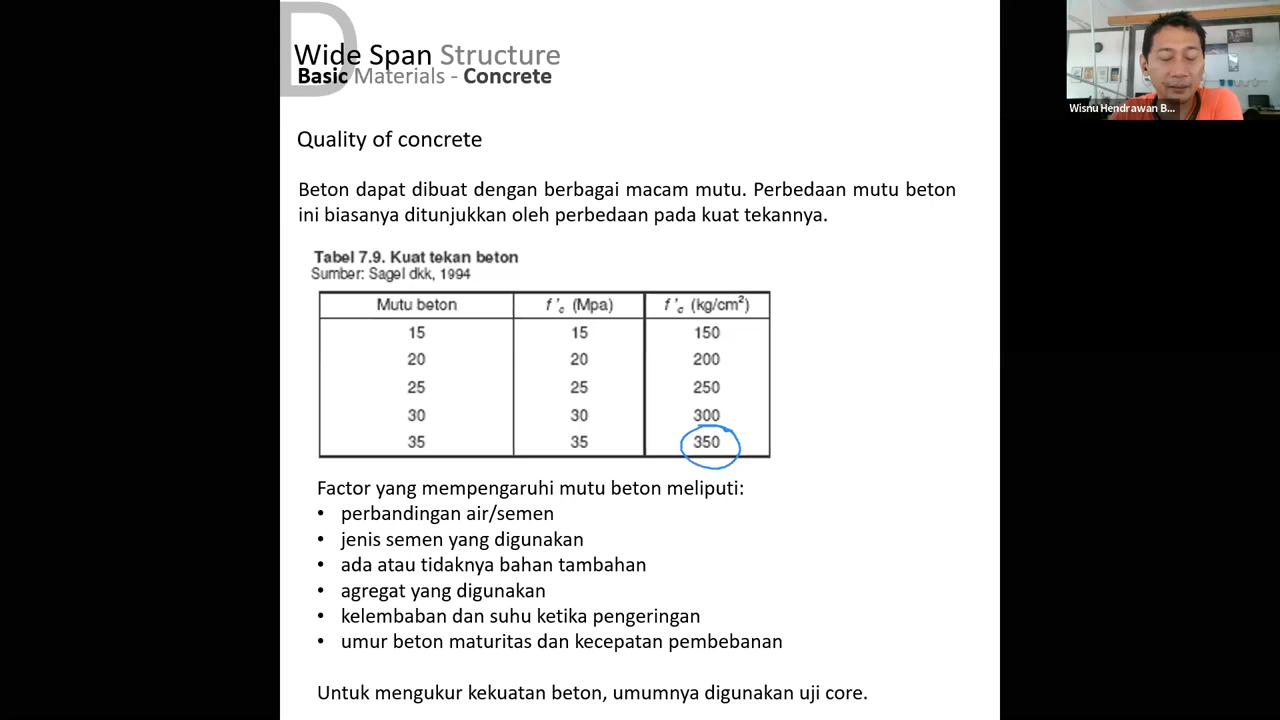 D
Wide Span Structure
Basic Materials - Concrete
Wisnu Hendrawan B...
Quality of concrete
Beton dapat dibuat dengan berbagai macam mutu. Perbedaan mutu beton
ini biasanya ditunjukkan oleh perbedaan pada kuat tekannya.
Tabel 7.9. Kuat tekan beton
Sumber: Sagel dkk, 1994
Mutu beton f'c (Mpa) f'c (kg/cm²)
15 15 150
20 20 200
25 25 250
30 30 300
35 35 350
Factor yang mempengaruhi mutu beton meliputi:
• perbandingan air/semen
• jenis semen yang digunakan
• ada atau tidaknya bahan tambahan
• agregat yang digunakan
• kelembaban dan suhu ketika pengeringan
• umur beton maturitas dan kecepatan pembebanan
Untuk mengukur kekuatan beton, umumnya digunakan uji core.